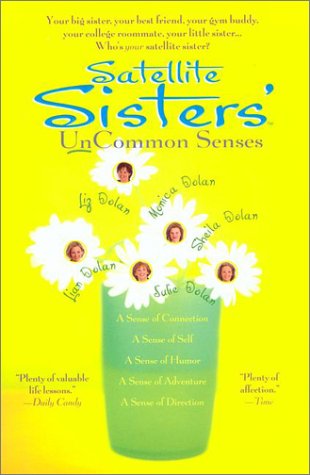 Your big sister, your best friend, your gym buddy,
your college roommate, your little sister...
Who's your satellite sister?
Satellite
Sisters'™
UnCommon Senses
Liz Dolan
Monica Dolan
Sheila Dolan
Lian Dolan
Julie Dolan
A Sense of Connection
A Sense of Self
A Sense of Humor
A Sense of Adventure
A Sense of Direction
"Plenty of valuable
life lessons."
—Daily Candy
"Plenty of
affection."
—Time